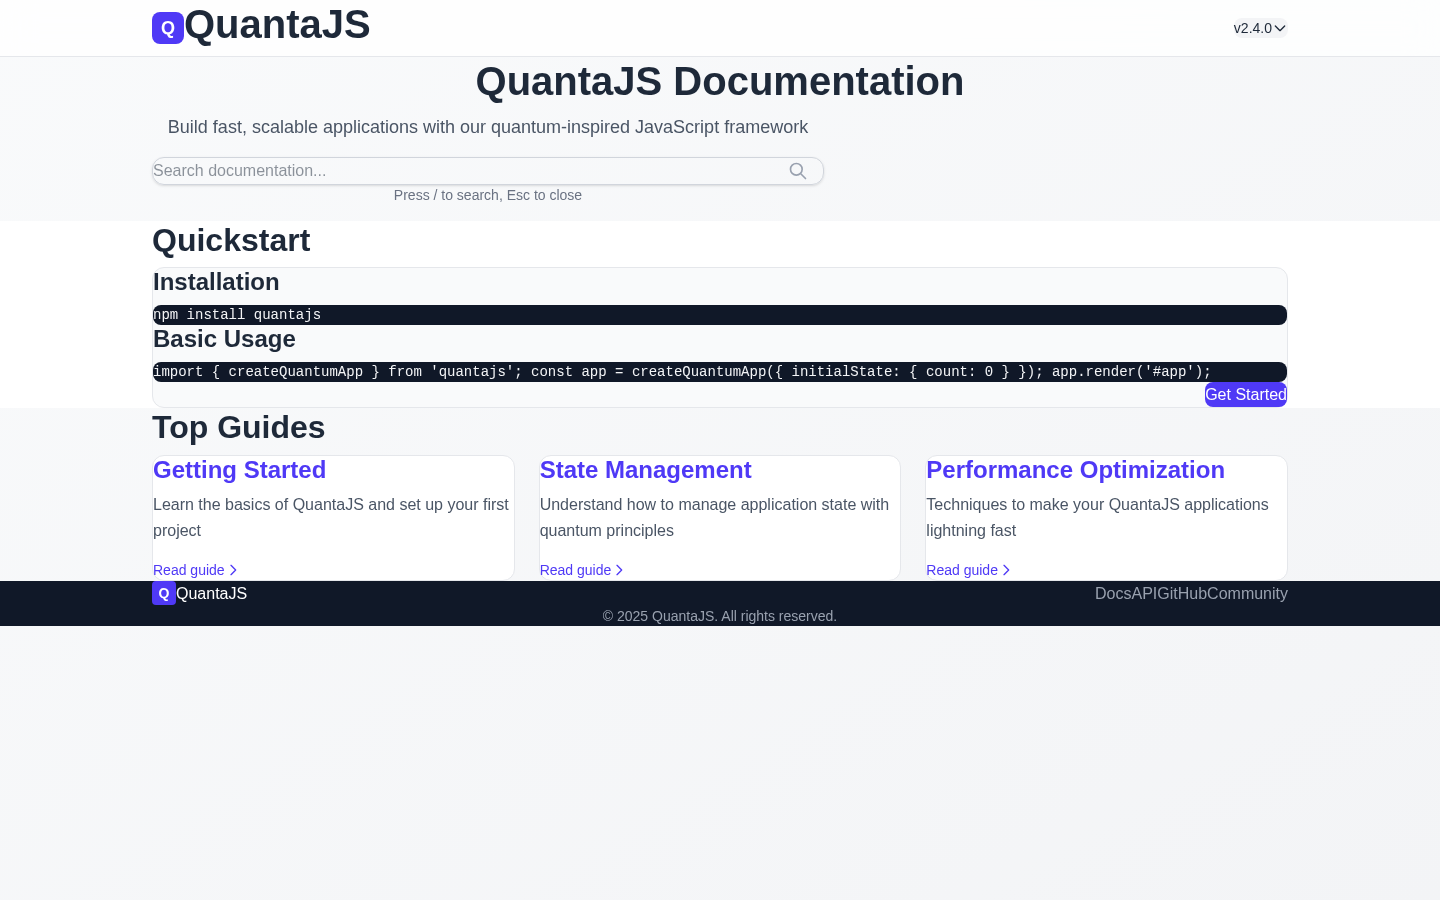 Q QuantaJS
v2.4.0
QuantaJS Documentation
Build fast, scalable applications with our quantum-inspired JavaScript framework
Search documentation...
Press / to search, Esc to close
Quickstart
Installation
npm install quantajs
Basic Usage
import { createQuantumApp } from 'quantajs'; const app = createQuantumApp({ initialState: { count: 0 } }); app.render('#app');
Get Started
Top Guides
Getting Started
Learn the basics of QuantaJS and set up your first
project
Read guide
State Management
Understand how to manage application state with
quantum principles
Read guide
Performance Optimization
Techniques to make your QuantaJS applications
lightning fast
Read guide
Q QuantaJS
DocsAPIGitHubCommunity
© 2025 QuantaJS. All rights reserved.